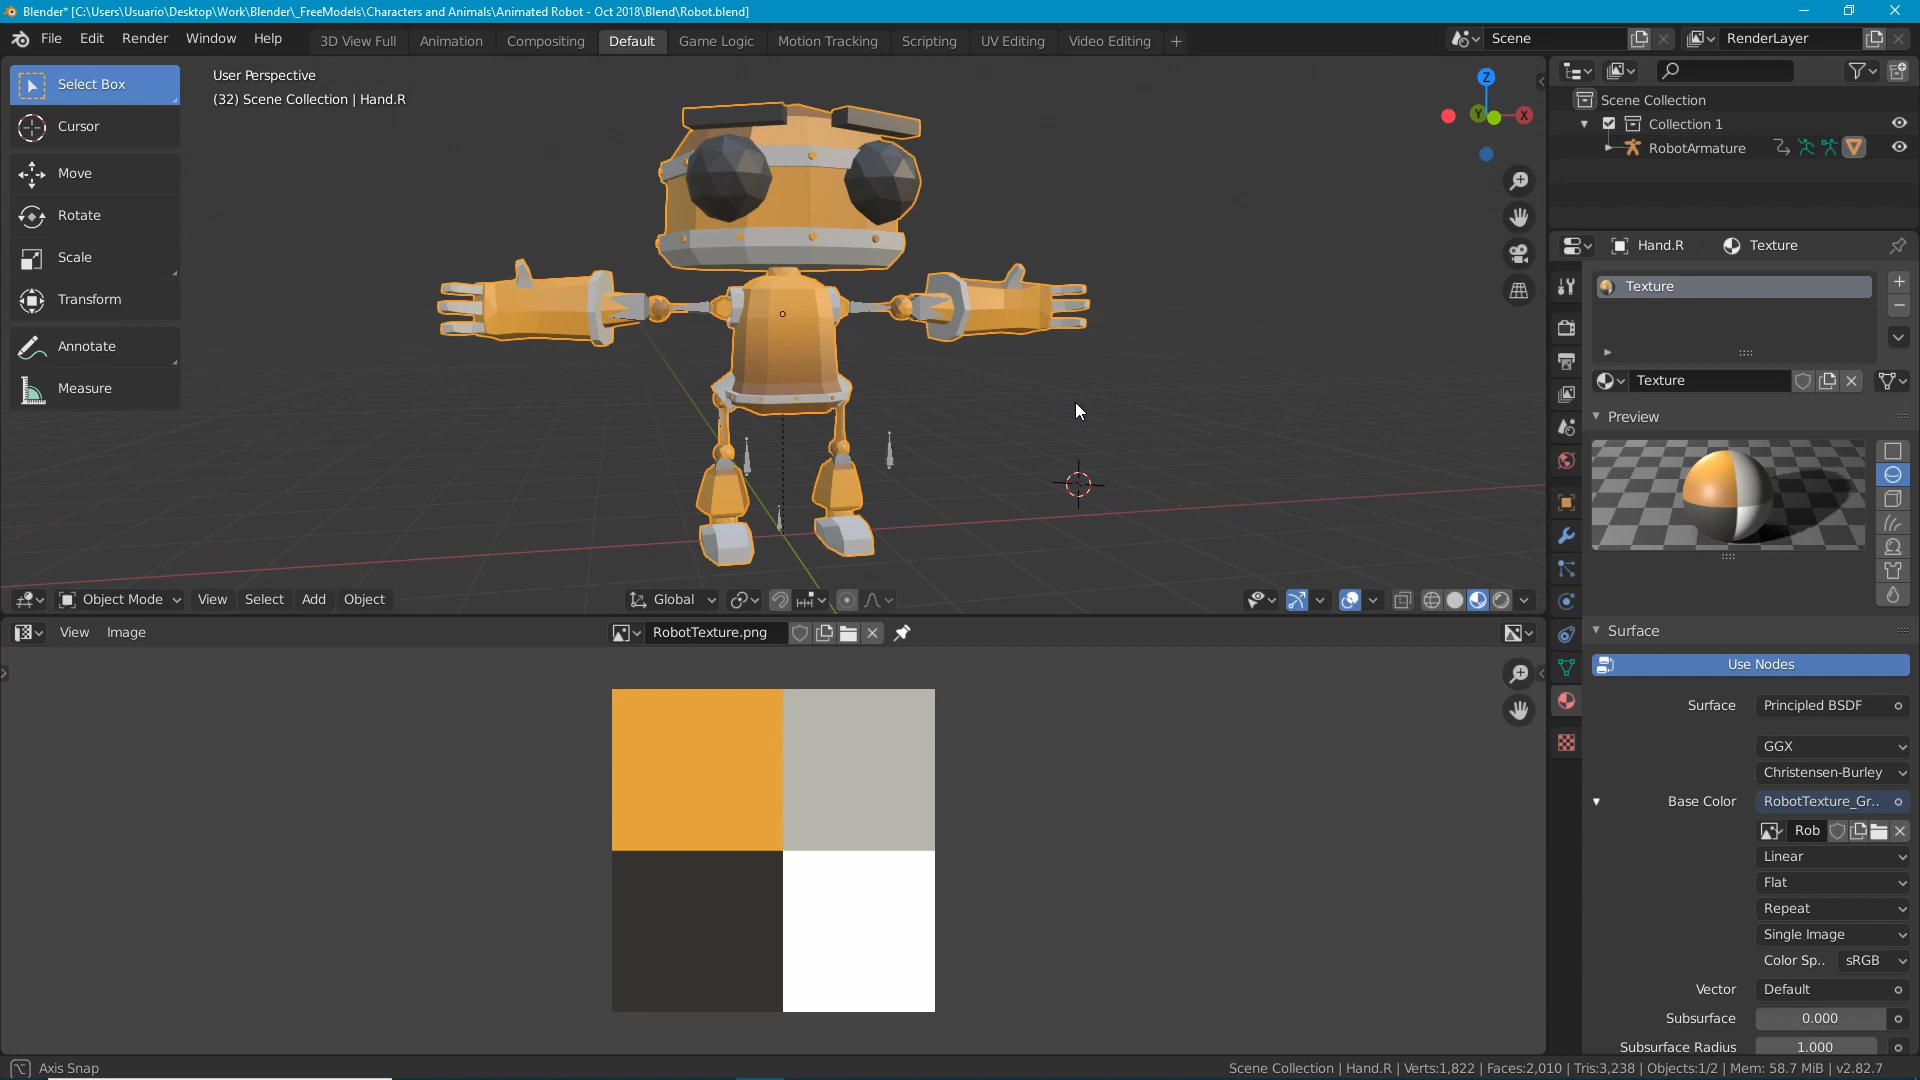 Blender* [C:\Users\Usuario\Desktop\Work\Blender\_FreeModels\Characters and Animals\Animated Robot - Oct 2018\Blend\Robot.blend]
File Edit Render Window Help 3D View Full Animation Compositing Default Game Logic Motion Tracking Scripting UV Editing Video Editing + Scene RenderLayer
Select Box
Cursor
Move
Rotate
Scale
Transform
Annotate
Measure
User Perspective
(32) Scene Collection | Hand.R
Z
Y
X
Object Mode View Select Add Object Global
View Image RobotTexture.png
Scene Collection
Collection 1
RobotArmature
Hand.R Texture
Texture
Texture
Preview
Surface
Use Nodes
Surface Principled BSDF
GGX
Christensen-Burley
Base Color RobotTexture_Gr..
Rob
Linear
Flat
Repeat
Single Image
Color Sp.. sRGB
Vector Default
Subsurface 0.000
Subsurface Radius 1.000
Axis Snap
Scene Collection | Hand.R | Verts:1,822 | Faces:2,010 | Tris:3,238 | Objects:1/2 | Mem: 58.7 MiB | v2.82.7